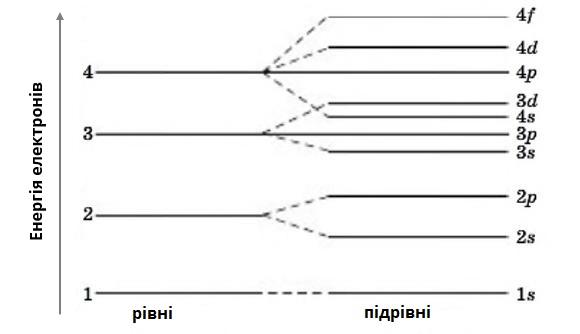 Енергія електронів
4
3
2
1
рівні
4f
4d
4p
3d
4s
3p
3s
2p
2s
1s
підрівні